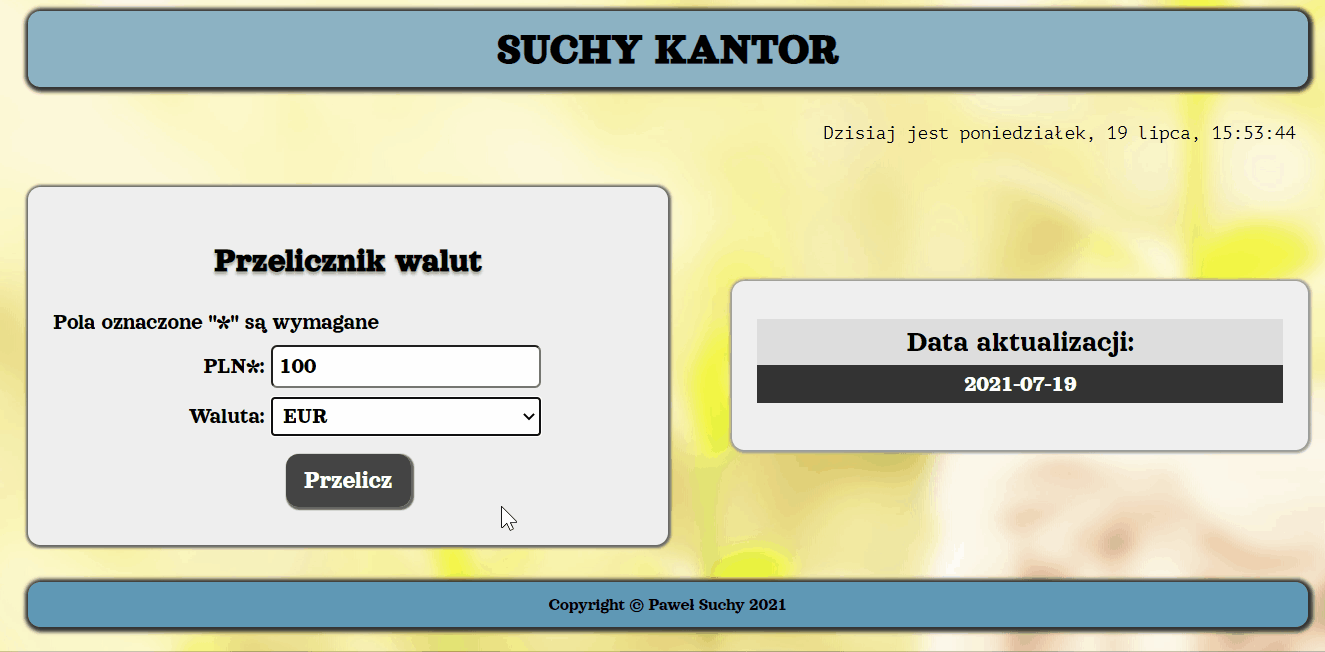 SUCHY KANTOR
Dzisiaj jest poniedziałek, 19 lipca, 15:53:44
Przelicznik walut
Pola oznaczone "*" są wymagane
PLN*: 100
Waluta: EUR
Przelicz
Data aktualizacji:
2021-07-19
Copyright © Paweł Suchy 2021